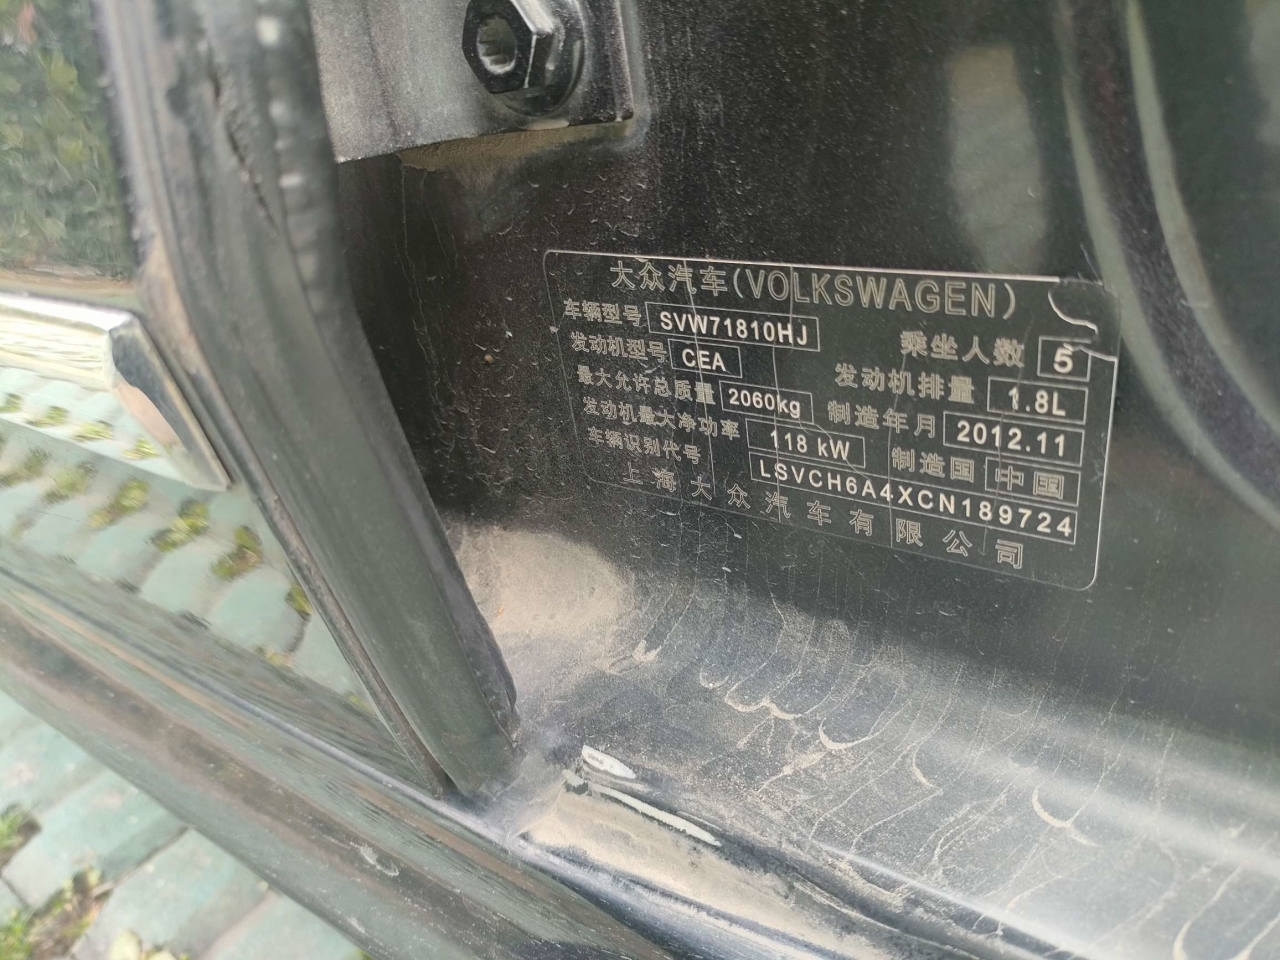 大众汽车(VOLKSWAGEN)
车辆型号 SVW71810HJ 乘坐人数 5
发动机型号 CEA 发动机排量 1.8L
最大允许总质量 2060kg 制造年月 2012.11
发动机最大净功率 118 kW 制造国 中国
车辆识别代号 LSVCH6A4XCN189724
上海大众汽车有限公司